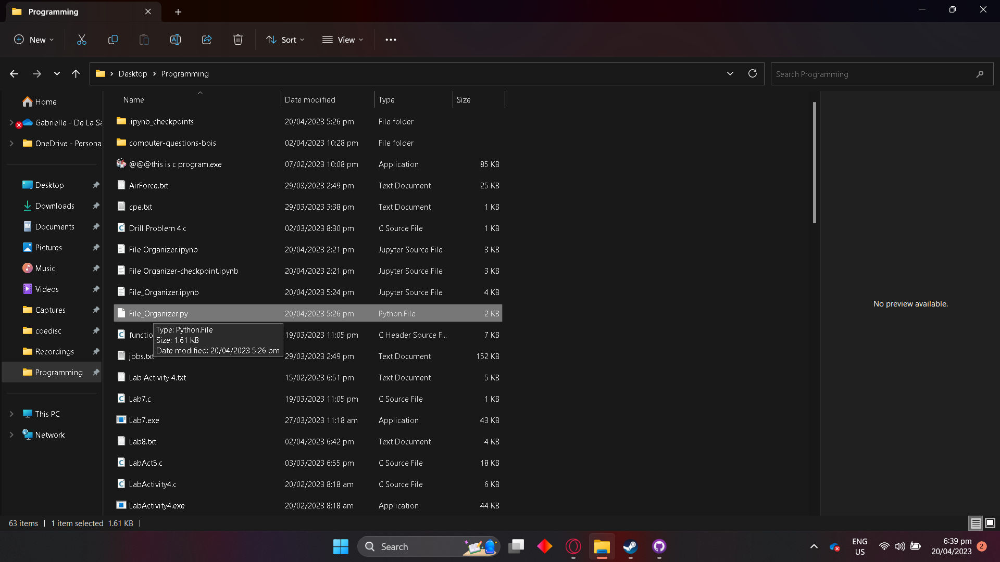 Programming
New
Sort
View
Desktop
Programming
Search Programming
Home
Gabrielle - De La Sa
OneDrive - Persona
Desktop
Downloads
Documents
Pictures
Music
Videos
Captures
coedisc
Recordings
Programming
This PC
Network
Name Date modified Type Size
.ipynb_checkpoints 20/04/2023 5:26 pm File folder
computer-questions-bois 02/04/2023 10:28 pm File folder
@@@this is c program.exe 07/02/2023 10:08 pm Application 85 KB
AirForce.txt 29/03/2023 2:49 pm Text Document 25 KB
cpe.txt 29/03/2023 3:38 pm Text Document 1 KB
Drill Problem 4.c 02/03/2023 8:30 pm C Source File 1 KB
File Organizer.ipynb 20/04/2023 2:21 pm Jupyter Source File 3 KB
File Organizer-checkpoint.ipynb 20/04/2023 2:21 pm Jupyter Source File 3 KB
File_Organizer.ipynb 20/04/2023 5:24 pm Jupyter Source File 4 KB
File_Organizer.py 20/04/2023 5:26 pm Python.File 2 KB
functio 19/03/2023 11:05 pm C Header Source F... 7 KB
Type: Python.File
Size: 1.61 KB
Date modified: 20/04/2023 5:26 pm
jobs.txt 29/03/2023 2:49 pm Text Document 152 KB
Lab Activity 4.txt 15/02/2023 6:51 pm Text Document 5 KB
Lab7.c 19/03/2023 11:05 pm C Source File 1 KB
Lab7.exe 27/03/2023 11:18 am Application 43 KB
Lab8.txt 02/04/2023 6:42 pm Text Document 4 KB
LabAct5.c 03/03/2023 6:55 pm C Source File 18 KB
LabActivity4.c 20/02/2023 8:18 am C Source File 6 KB
LabActivity4.exe 20/02/2023 8:18 am Application 44 KB
No preview available.
63 items
1 item selected 1.61 KB
Search
ENG
US
6:39 pm
20/04/2023
2